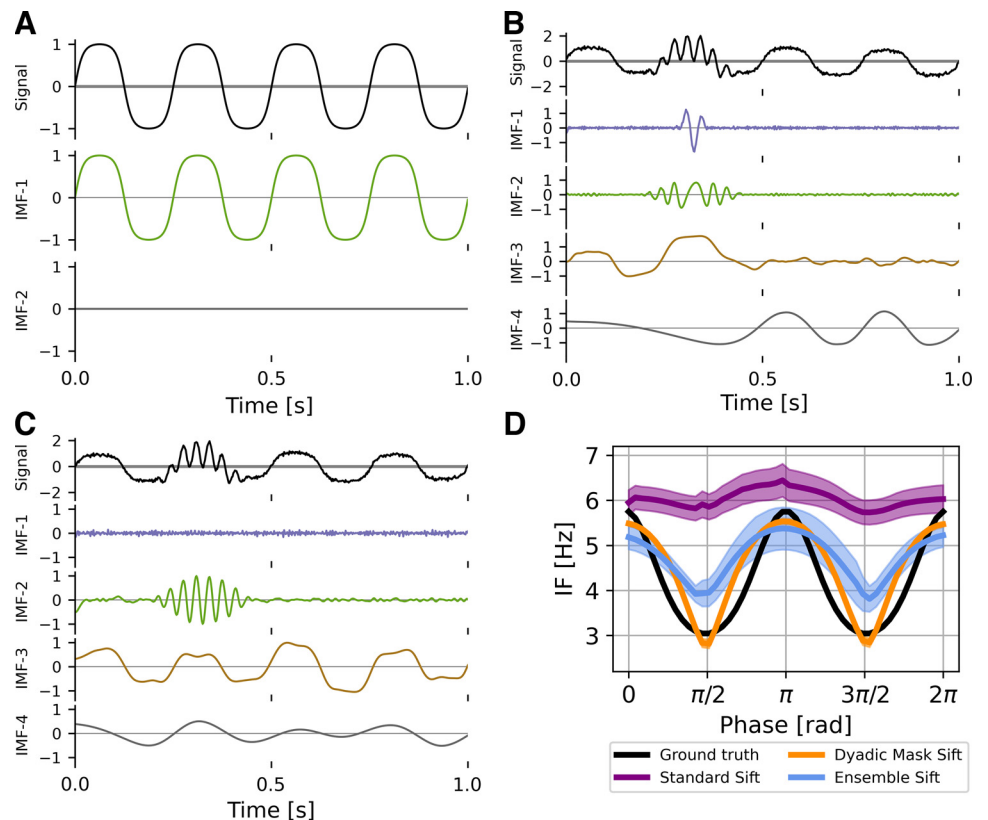 A
Signal
1
0
−1
IMF-1
1
0
−1
IMF-2
1
0
−1
0.0 0.5 1.0
Time [s]
B
Signal
2
0
−2
IMF-1
1
0
−1
IMF-2
1
0
−1
IMF-3
1
0
−1
IMF-4
1
0
−1
0.0 0.5 1.0
Time [s]
C
Signal
2
0
−2
IMF-1
1
0
−1
IMF-2
1
0
−1
IMF-3
1
0
−1
IMF-4
1
0
−1
0.0 0.5 1.0
Time [s]
D
IF [Hz]
7
6
5
4
3
0 π/2 π 3π/2 2π
Phase [rad]
Ground truth Dyadic Mask Sift
Standard Sift Ensemble Sift